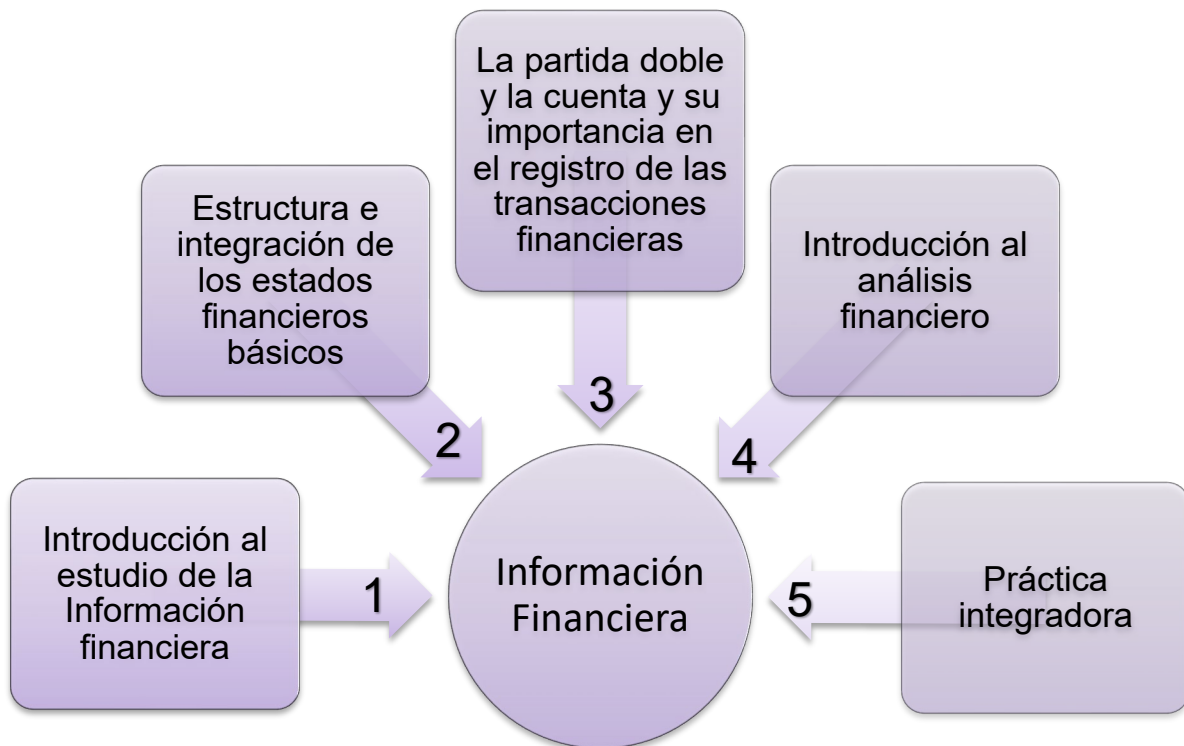 Introducción al
estudio de la
Información
financiera
1
Estructura e
integración de
los estados
financieros
básicos
2
La partida doble
y la cuenta y su
importancia en
el registro de las
transacciones
financieras
3
Introducción al
análisis
financiero
4
Práctica
integradora
5
Información
Financiera